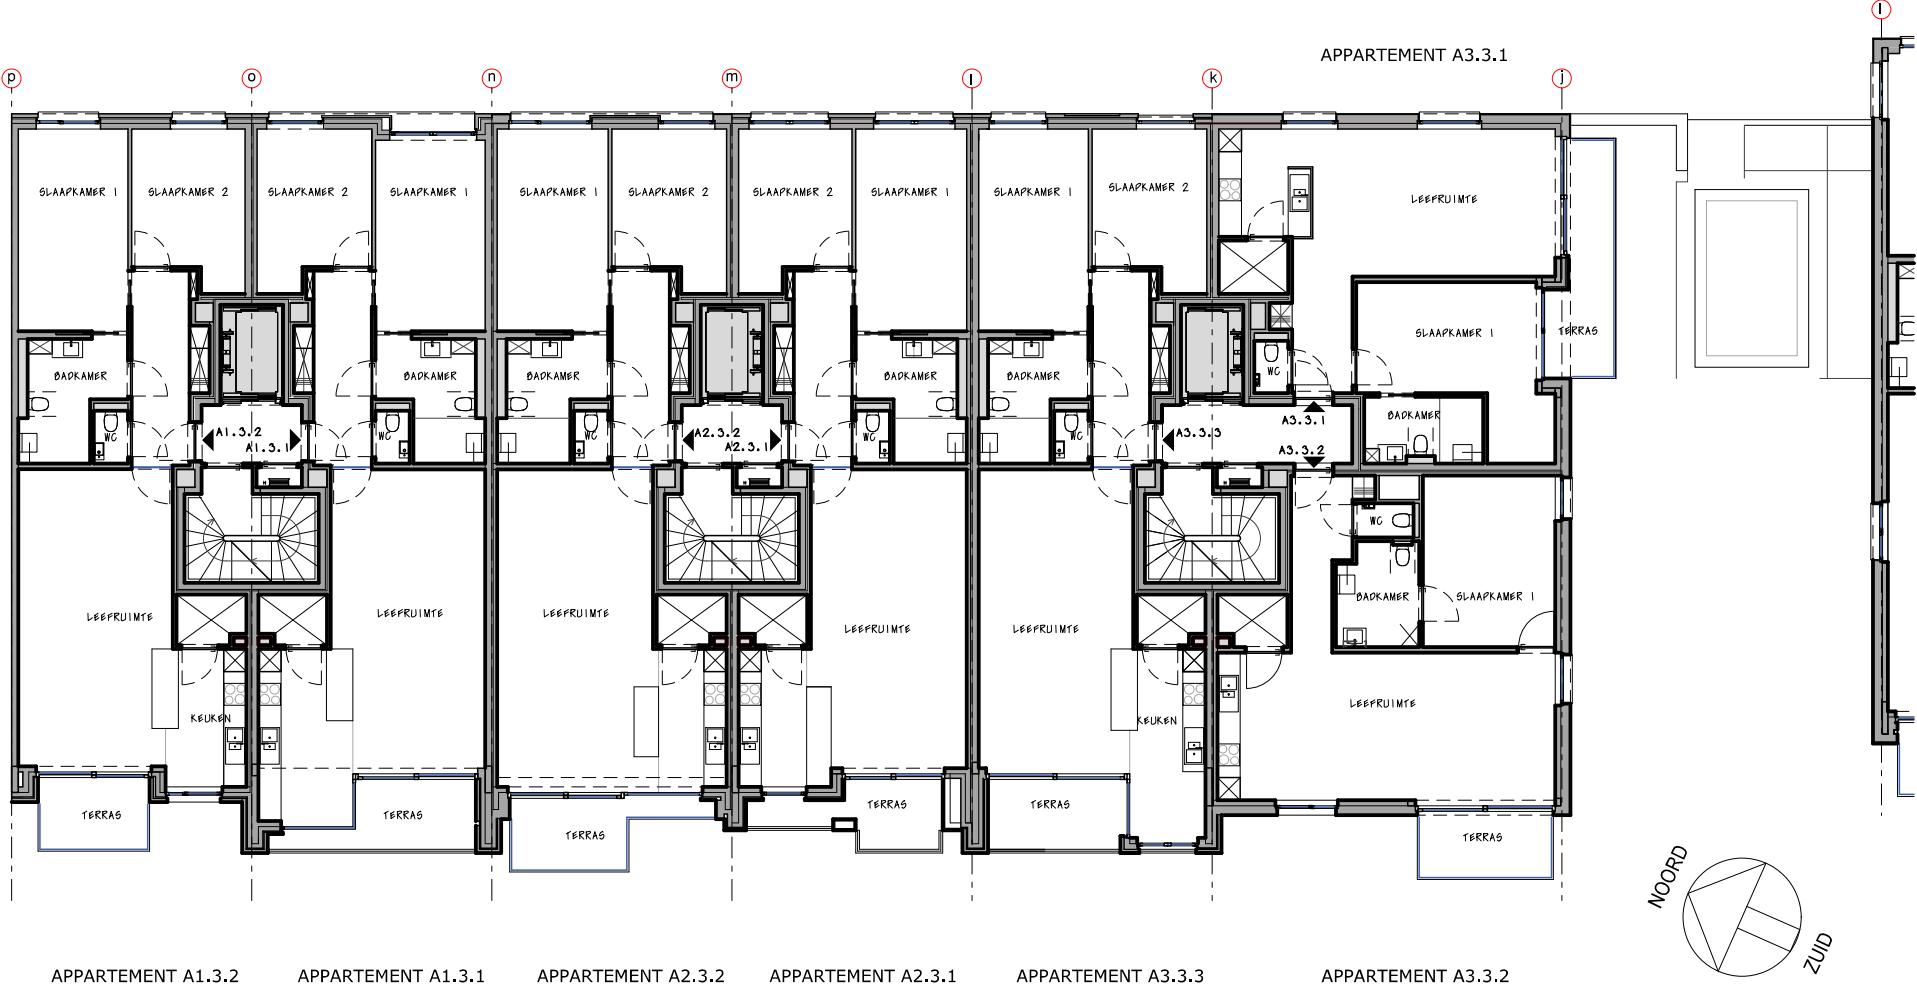 l
APPARTEMENT A3.3.1
p o n m l k j
SLAAPKAMER 1 SLAAPKAMER 2 SLAAPKAMER 2 SLAAPKAMER 1 SLAAPKAMER 1 SLAAPKAMER 2 SLAAPKAMER 2 SLAAPKAMER 1 SLAAPKAMER 1 SLAAPKAMER 2 LEEFRUIMTE
SLAAPKAMER 1 TERRAS
BADKAMER BADKAMER BADKAMER BADKAMER BADKAMER WC
BADKAMER
WC A1.3.2 WC WC A2.3.2 WC WC A3.3.3 A3.3.1
A1.3.1 A2.3.1 A3.3.2
WC
BADKAMER SLAAPKAMER 1
LEEFRUIMTE LEEFRUIMTE LEEFRUIMTE LEEFRUIMTE LEEFRUIMTE
LEEFRUIMTE
KEUKEN KEUKEN
TERRAS TERRAS TERRAS TERRAS TERRAS TERRAS
NOORD
ZUID
APPARTEMENT A1.3.2 APPARTEMENT A1.3.1 APPARTEMENT A2.3.2 APPARTEMENT A2.3.1 APPARTEMENT A3.3.3 APPARTEMENT A3.3.2